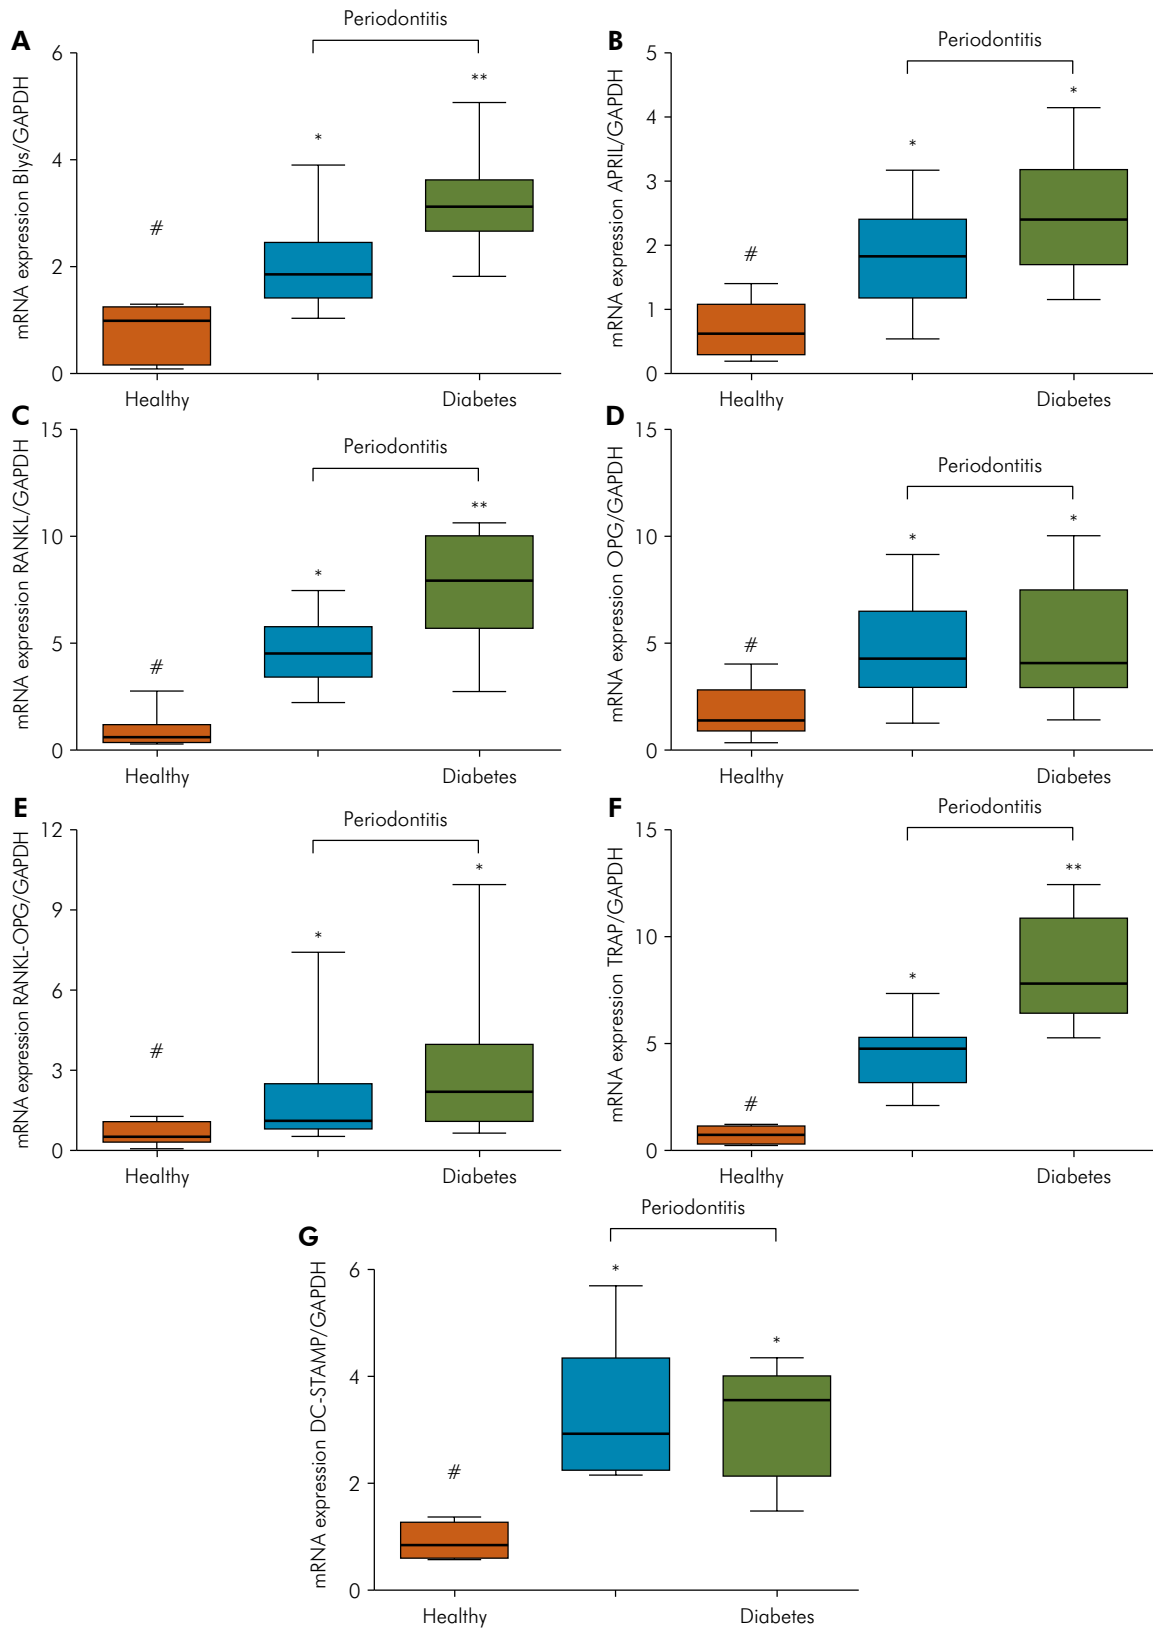 A
Periodontitis
mRNA expression Blys/GAPDH
6
4
2
0
#
*
**
Healthy
Diabetes
B
Periodontitis
mRNA expression APRIL/GAPDH
5
4
3
2
1
0
#
*
*
Healthy
Diabetes
C
Periodontitis
mRNA expression RANKL/GAPDH
15
10
5
0
#
*
**
Healthy
Diabetes
D
Periodontitis
mRNA expression OPG/GAPDH
15
10
5
0
#
*
*
Healthy
Diabetes
E
Periodontitis
mRNA expression RANKL-OPG/GAPDH
12
9
6
3
0
#
*
*
Healthy
Diabetes
F
Periodontitis
mRNA expression TRAP/GAPDH
15
10
5
0
#
*
**
Healthy
Diabetes
G
Periodontitis
mRNA expression DC-STAMP/GAPDH
6
4
2
0
#
*
*
Healthy
Diabetes